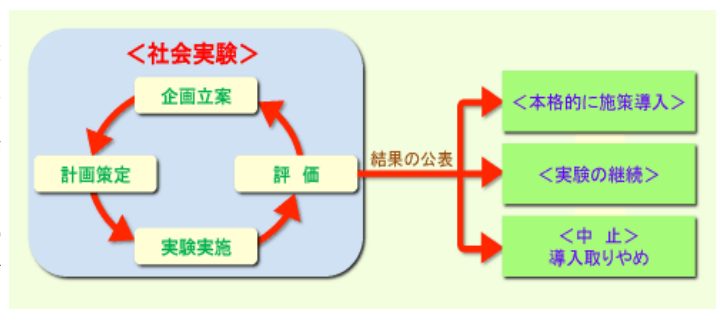 ＜社会実験＞
企画立案
計画策定
評 価
実験実施
結果の公表
＜本格的に施策導入＞
＜実験の継続＞
＜中 止＞
導入取りやめ